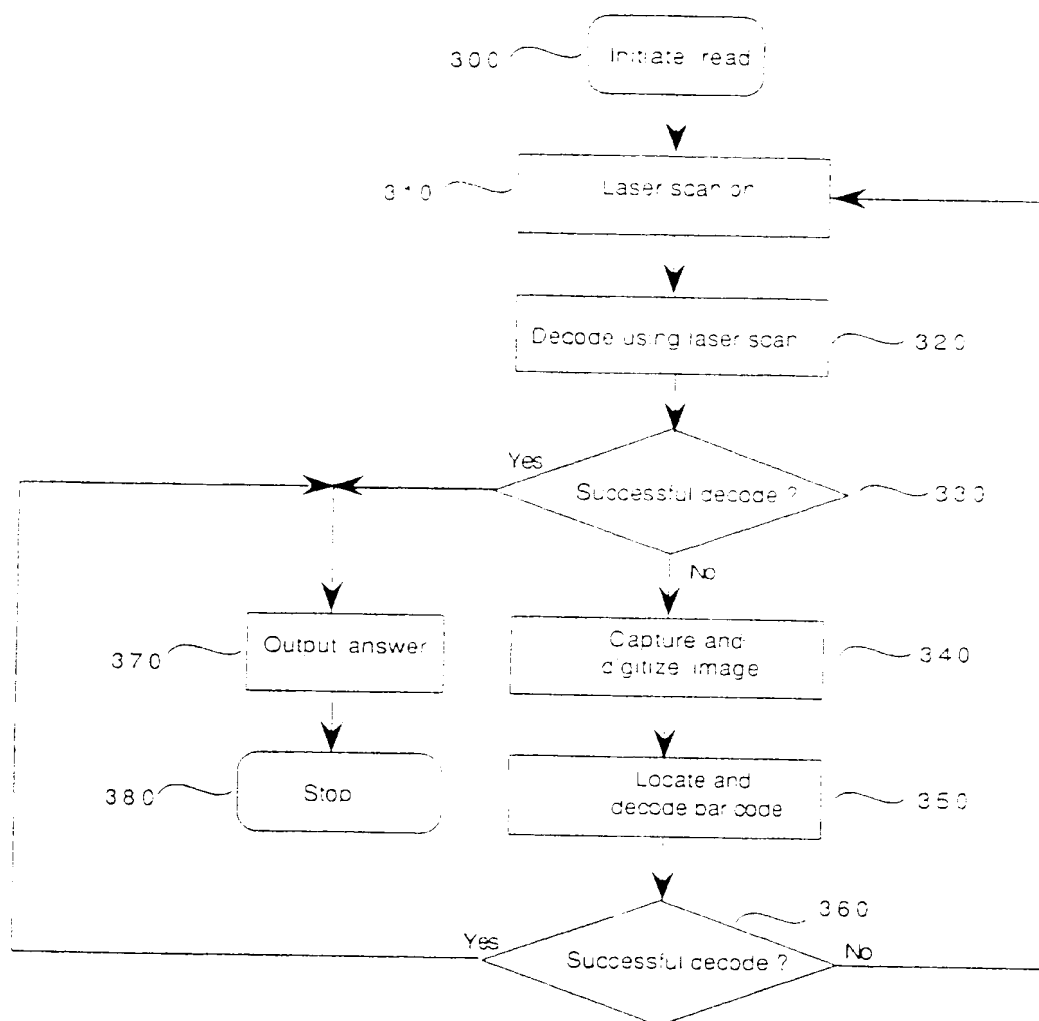 300
Initiate read
310
Laser scan on
Decode using laser scan
320
Yes
Successful decode ?
330
No
370
Output answer
Capture and
digitize image
340
380
Stop
Locate and
decode bar code
350
360
Yes
Successful decode ?
No